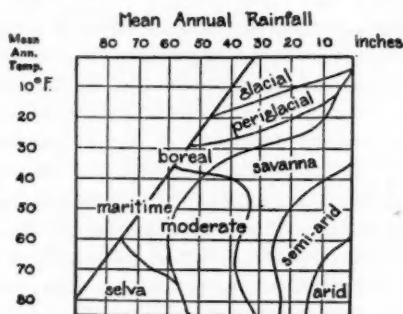 Mean Annual Rainfall
Mean
Ann.
Temp.
80 70 60 50 40 30 20 10 inches
10°F.
20
30
40
50
60
70
80
glacial
periglacial
boreal
savanna
maritime
moderate
semi-arid
selva
arid